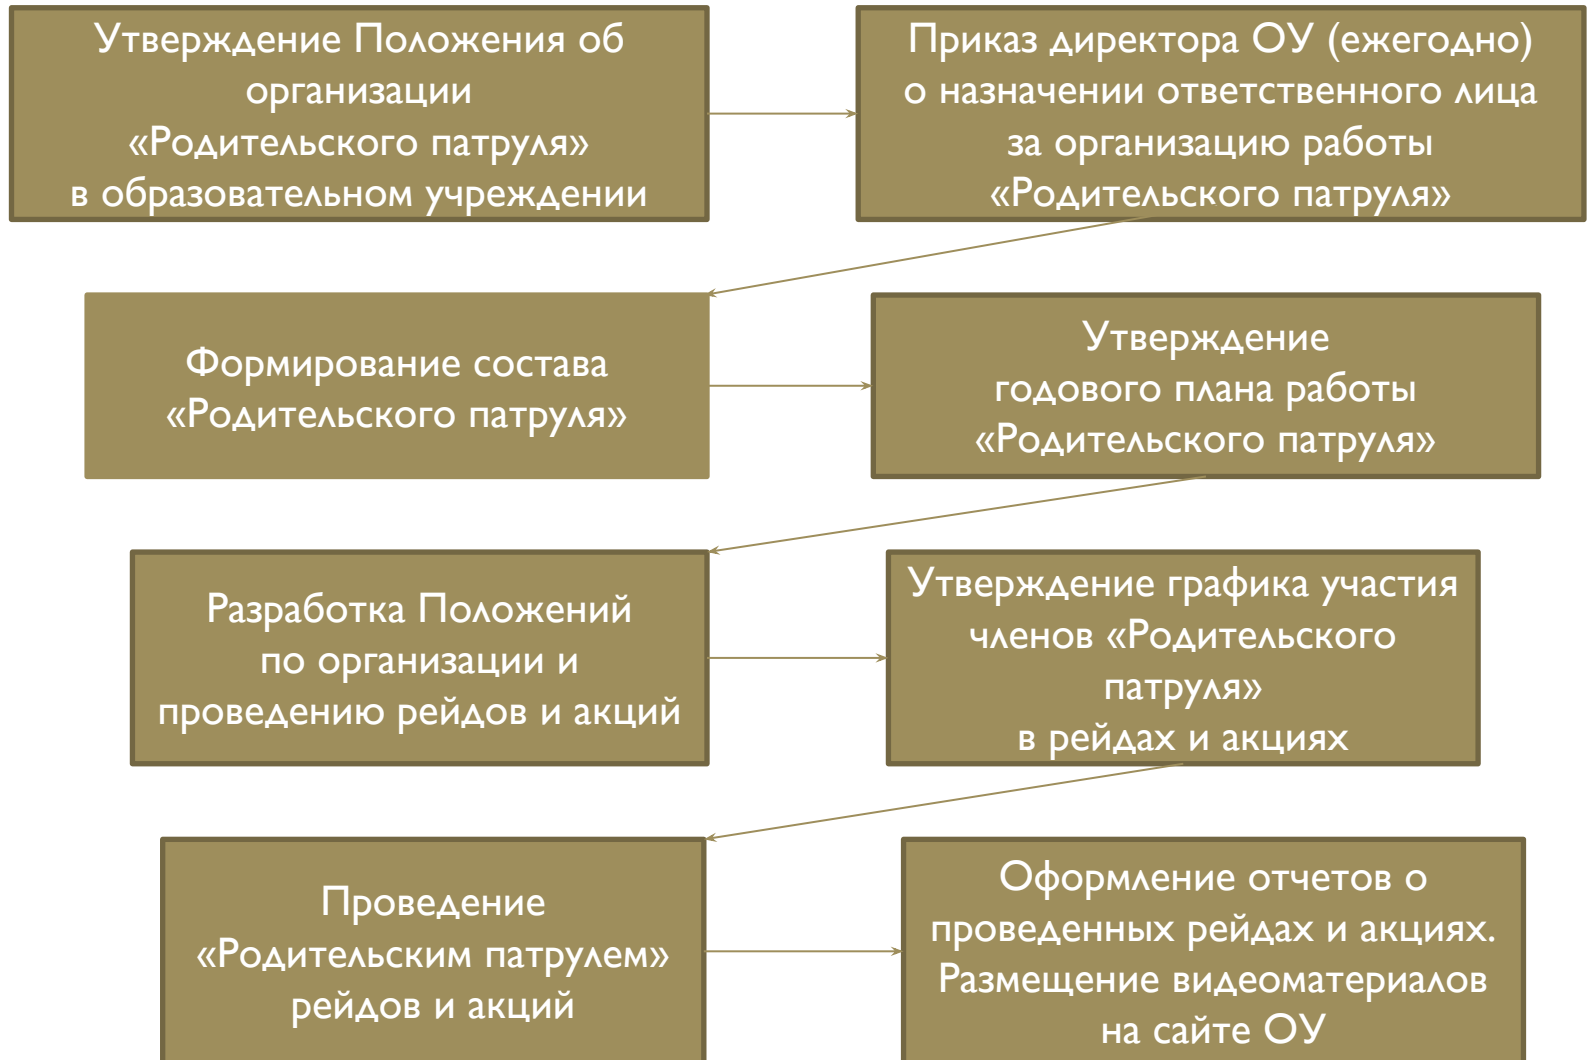 Утверждение Положения об
организации
«Родительского патруля»
в образовательном учреждении
Приказ директора ОУ (ежегодно)
о назначении ответственного лица
за организацию работы
«Родительского патруля»
Формирование состава
«Родительского патруля»
Утверждение
годового плана работы
«Родительского патруля»
Разработка Положений
по организации и
проведению рейдов и акций
Утверждение графика участия
членов «Родительского
патруля»
в рейдах и акциях
Проведение
«Родительским патрулем»
рейдов и акций
Оформление отчетов о
проведенных рейдах и акциях.
Размещение видеоматериалов
на сайте ОУ